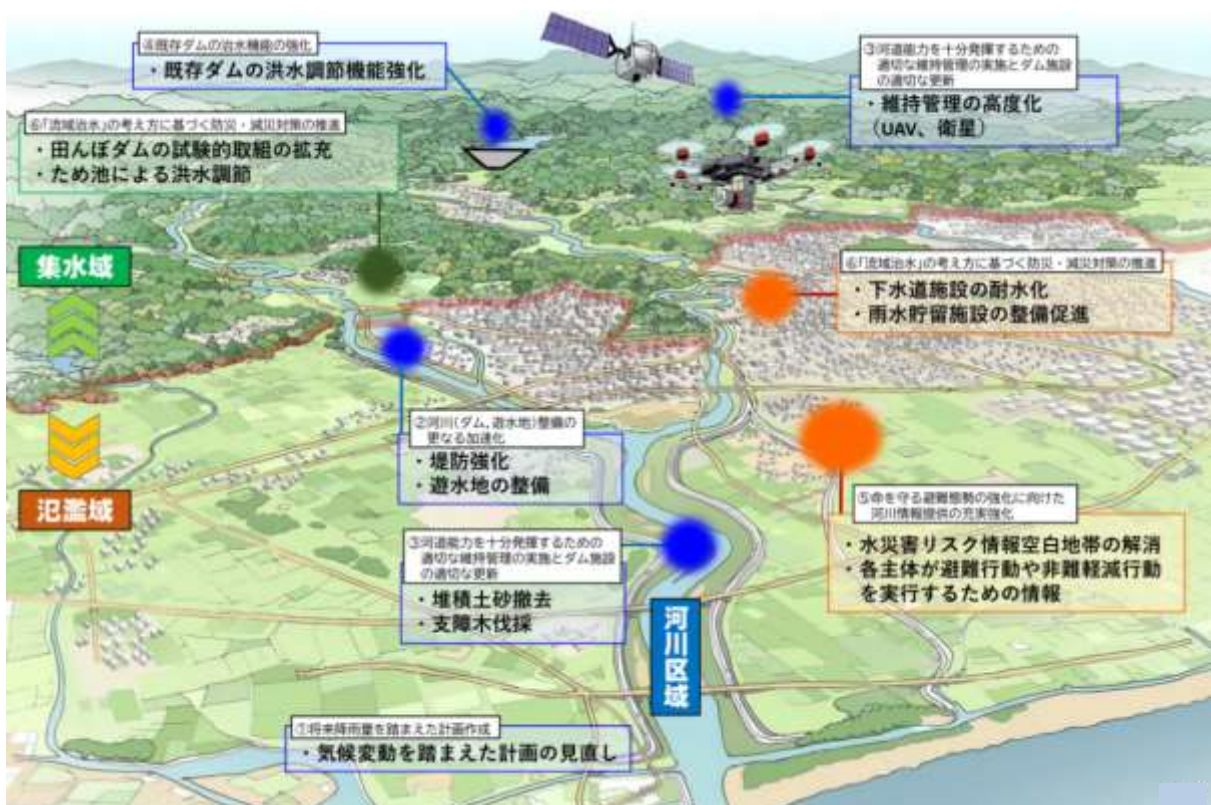 ④既存ダムの治水機能の強化
・既存ダムの洪水調節機能強化
③河道能力を十分発揮するための
適切な維持管理の実施とダム施設
の適切な更新
・維持管理の高度化
（UAV、衛星）
⑥「流域治水」の考え方に基づく防災・減災対策の推進
・田んぼダムの試験的取組の拡充
・ため池による洪水調節
集水域
氾濫域
⑥「流域治水」の考え方に基づく防災・減災対策の推進
・下水道施設の耐水化
・雨水貯留施設の整備促進
②河川(ダム、遊水地)整備の
更なる加速化
・堤防強化
・遊水地の整備
⑤命を守る避難態勢の強化に向けた
河川情報提供の充実強化
・水災害リスク情報空白地帯の解消
・各主体が避難行動や非難軽減行動
を実行するための情報
③河道能力を十分発揮するための
適切な維持管理の実施とダム施設
の適切な更新
・堆積土砂撤去
・支障木伐採
河川区域
①将来降雨量を踏まえた計画作成
・気候変動を踏まえた計画の見直し